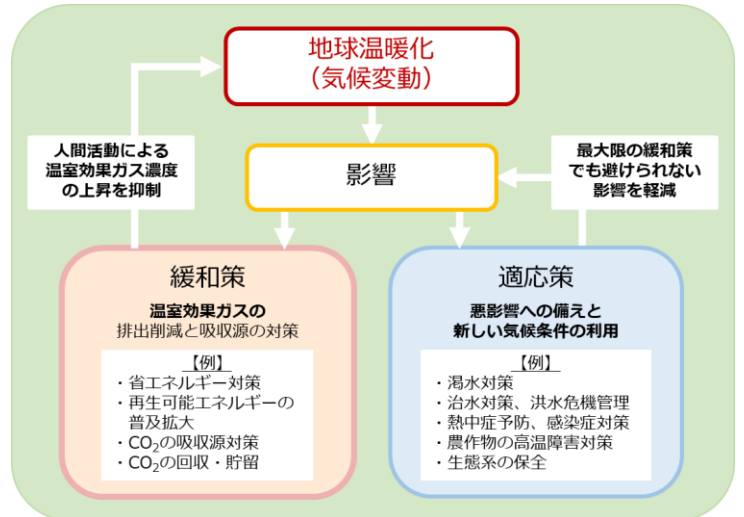 地球温暖化
（気候変動）
人間活動による
温室効果ガス濃度
の上昇を抑制
影響
最大限の緩和策
でも避けられない
影響を軽減
緩和策
温室効果ガスの
排出削減と吸収源の対策
【例】
・省エネルギー対策
・再生可能エネルギーの
普及拡大
・CO₂の吸収源対策
・CO₂の回収・貯留
適応策
悪影響への備えと
新しい気候条件の利用
【例】
・渇水対策
・治水対策、洪水危機管理
・熱中症予防、感染症対策
・農作物の高温障害対策
・生態系の保全